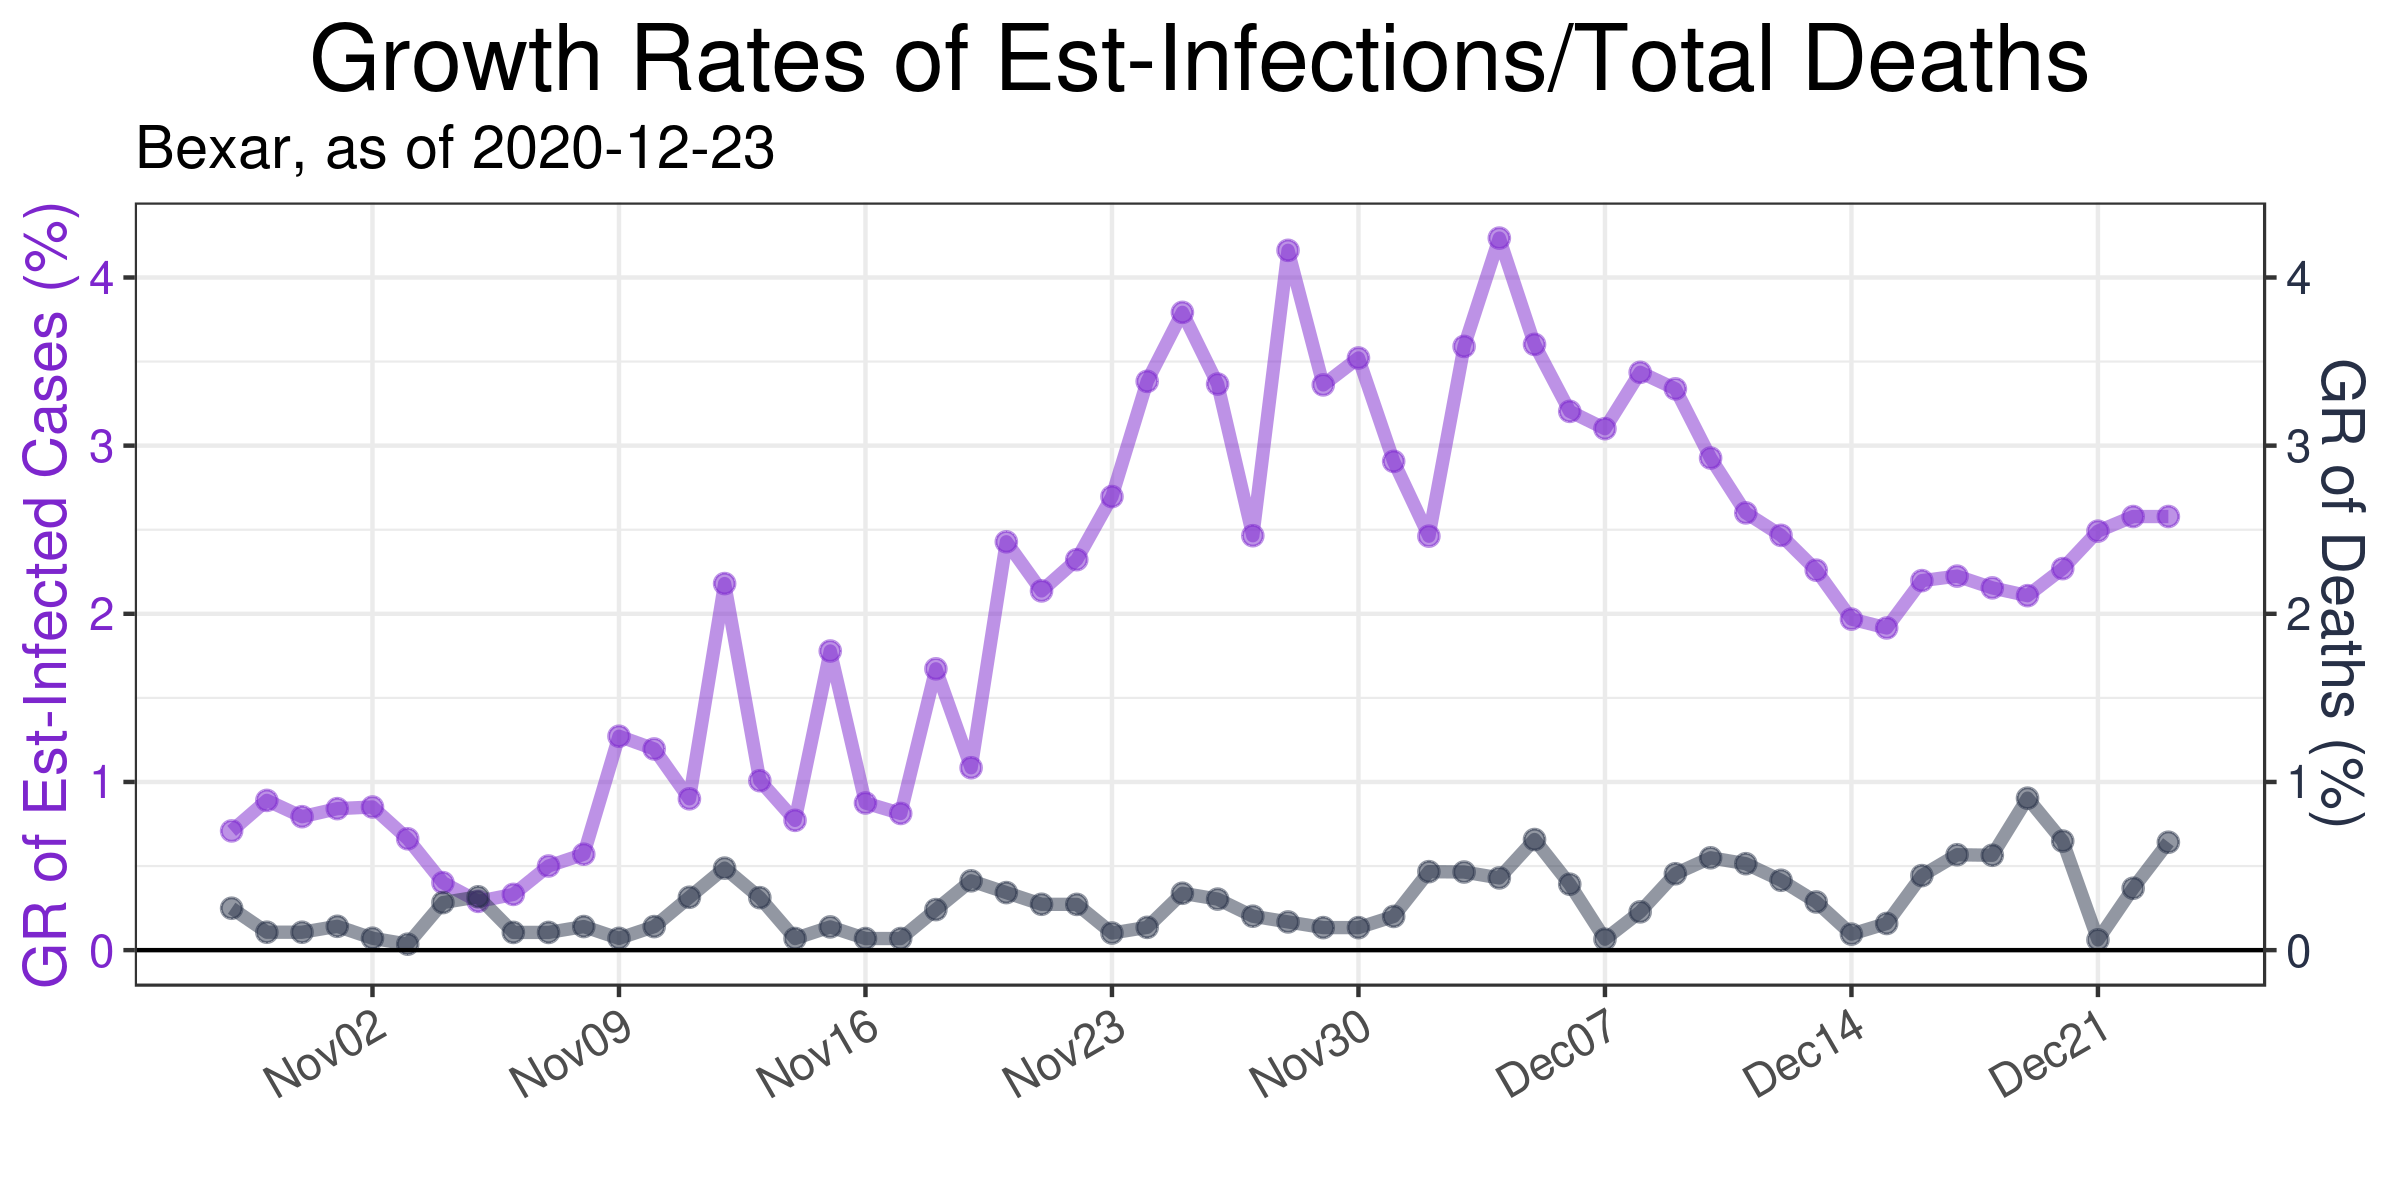 Growth Rates of Est-Infections/Total Deaths
Bexar, as of 2020-12-23
GR of Est-Infected Cases (%)
4
3
2
1
0
4
3
2
1
0
GR of Deaths (%)
Nov02
Nov09
Nov16
Nov23
Nov30
Dec07
Dec14
Dec21